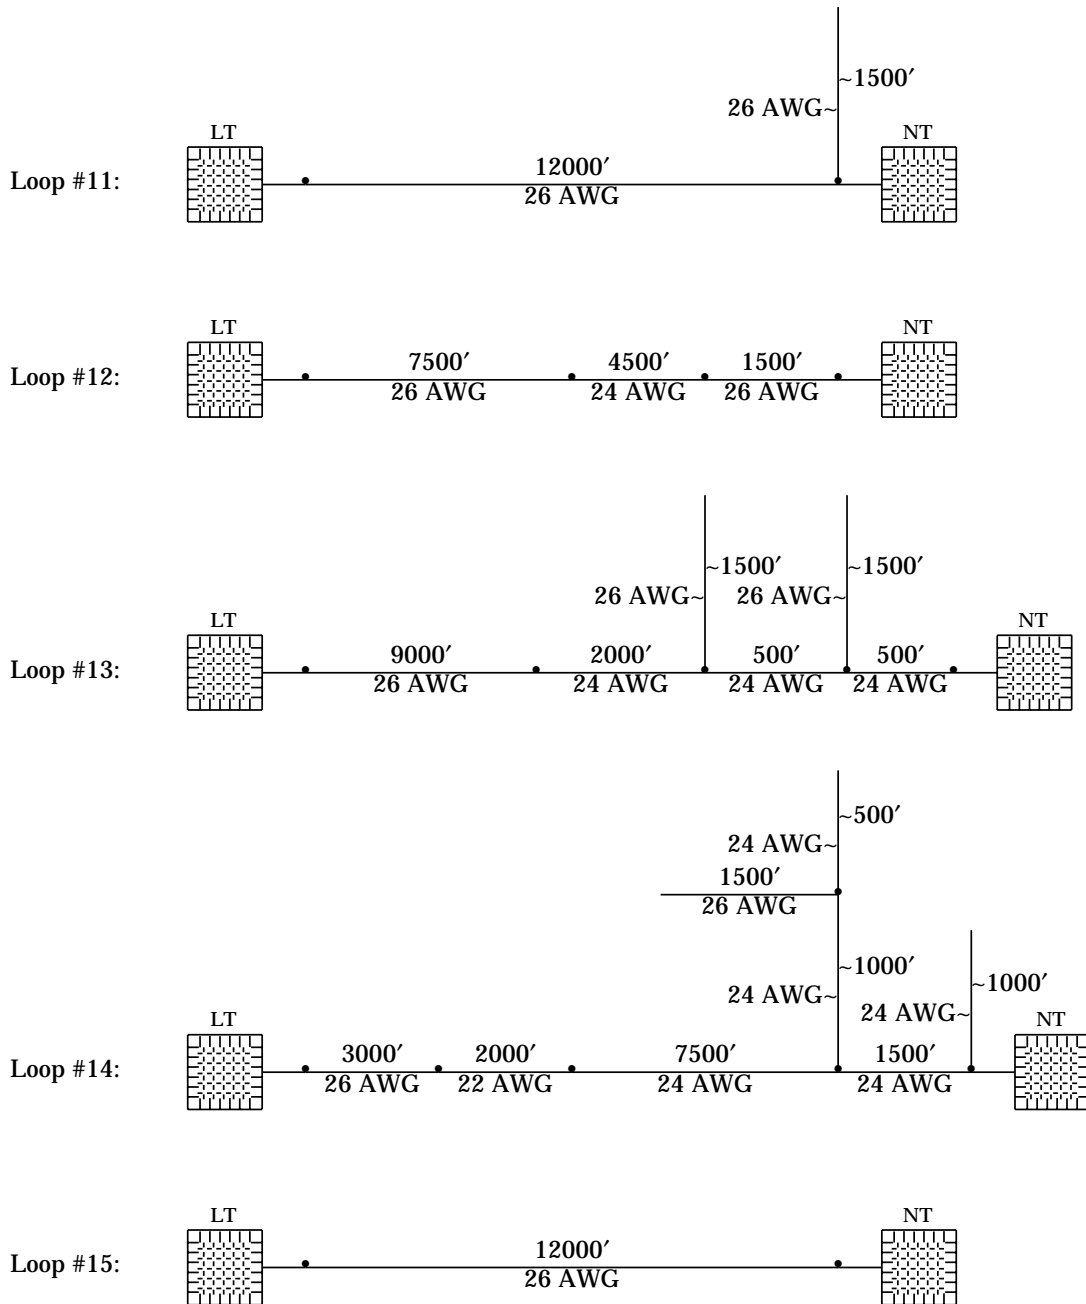 ~1500′
26 AWG~
LT
NT
Loop #11:
12000′
26 AWG
LT
NT
Loop #12:
7500′
4500′
1500′
26 AWG
24 AWG
26 AWG
~1500′
~1500′
26 AWG~
26 AWG~
LT
NT
Loop #13:
9000′
2000′
500′
500′
26 AWG
24 AWG
24 AWG
24 AWG
~500′
24 AWG~
1500′
26 AWG
~1000′
~1000′
24 AWG~
24 AWG~
LT
NT
Loop #14:
3000′
2000′
7500′
1500′
26 AWG
22 AWG
24 AWG
24 AWG
LT
NT
Loop #15:
12000′
26 AWG